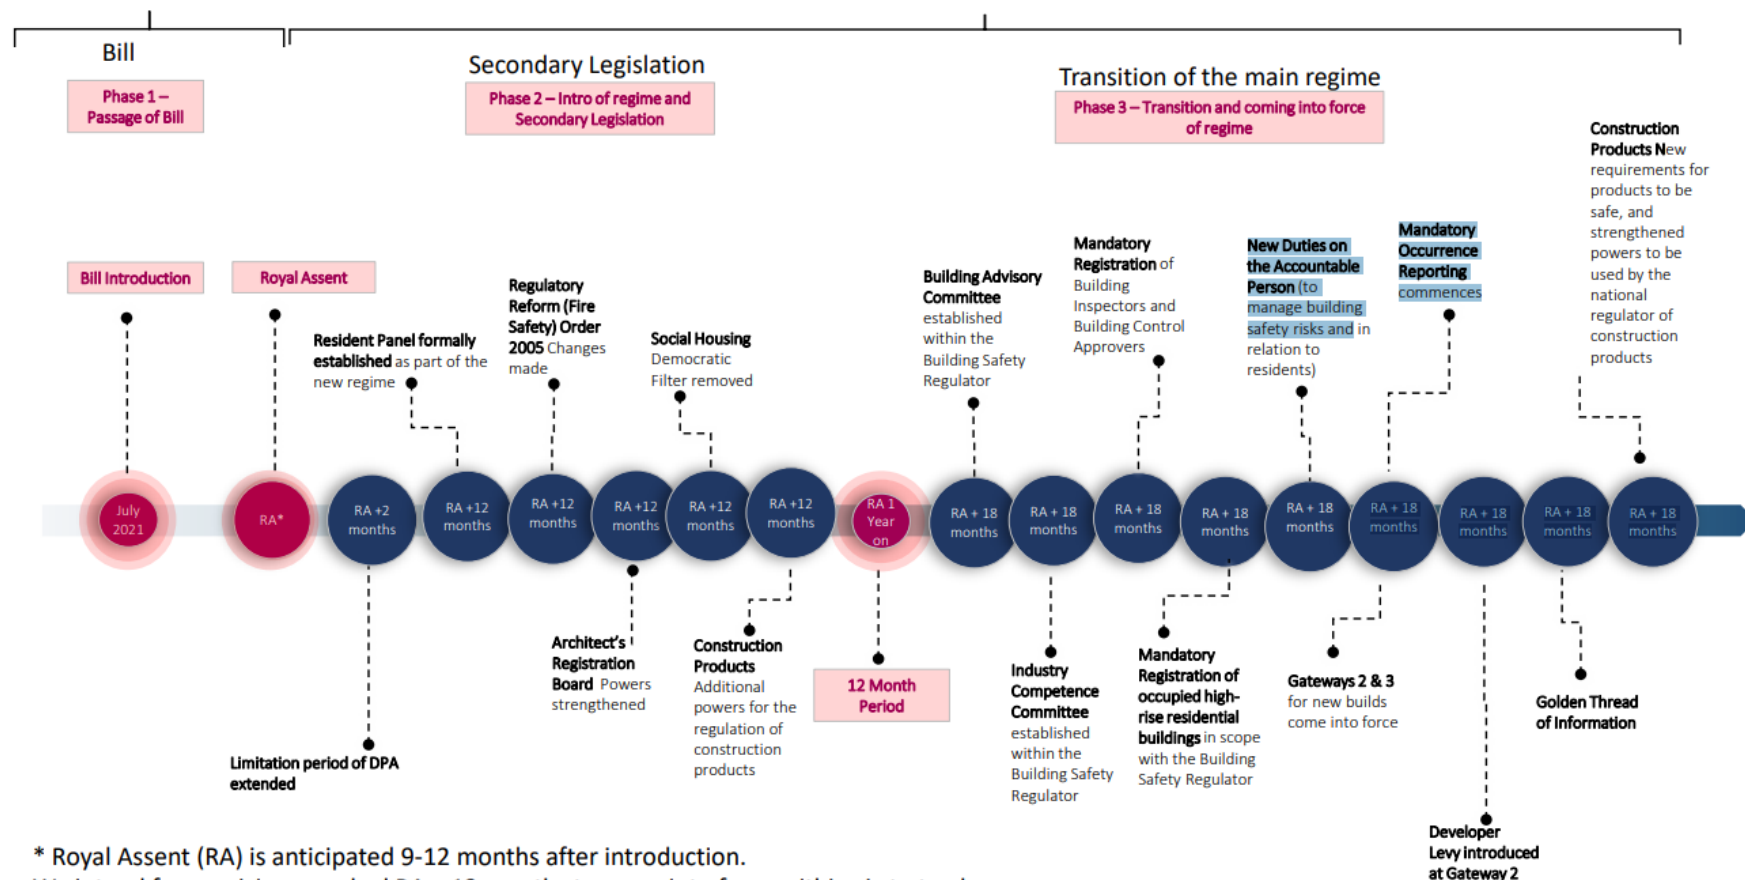 Bill
Secondary Legislation
Transition of the main regime
Phase 1 –
Passage of Bill
Phase 2 – Intro of regime and
Secondary Legislation
Phase 3 – Transition and coming into force
of regime
Bill Introduction
Royal Assent
Resident Panel formally
established as part of the
new regime
Regulatory
Reform (Fire
Safety) Order
2005 Changes
made
Social Housing
Democratic
Filter removed
Building Advisory
Committee
established
within the
Building Safety
Regulator
Mandatory
Registration of
Building
Inspectors and
Building Control
Approvers
New Duties on
the Accountable
Person (to
manage building
safety risks and in
relation to
residents)
Mandatory
Occurrence
Reporting
commences
Construction
Products New
requirements for
products to be
safe, and
strengthened
powers to be
used by the
national
regulator of
construction
products
July
2021
RA*
RA +2
months
RA +12
months
RA +12
months
RA +12
months
RA +12
months
RA +12
months
RA 1
Year
on
RA + 18
months
RA + 18
months
RA + 18
months
RA + 18
months
RA + 18
months
RA + 18
months
RA + 18
months
RA + 18
months
RA + 18
months
Limitation period of DPA
extended
Architect's
Registration
Board Powers
strengthened
Construction
Products
Additional
powers for the
regulation of
construction
products
12 Month
Period
Industry
Competence
Committee
established
within the
Building Safety
Regulator
Mandatory
Registration of
occupied high-
rise residential
buildings in scope
with the Building
Safety Regulator
Gateways 2 & 3
for new builds
come into force
Developer
Levy introduced
at Gateway 2
Golden Thread
of Information
* Royal Assent (RA) is anticipated 9-12 months after introduction.